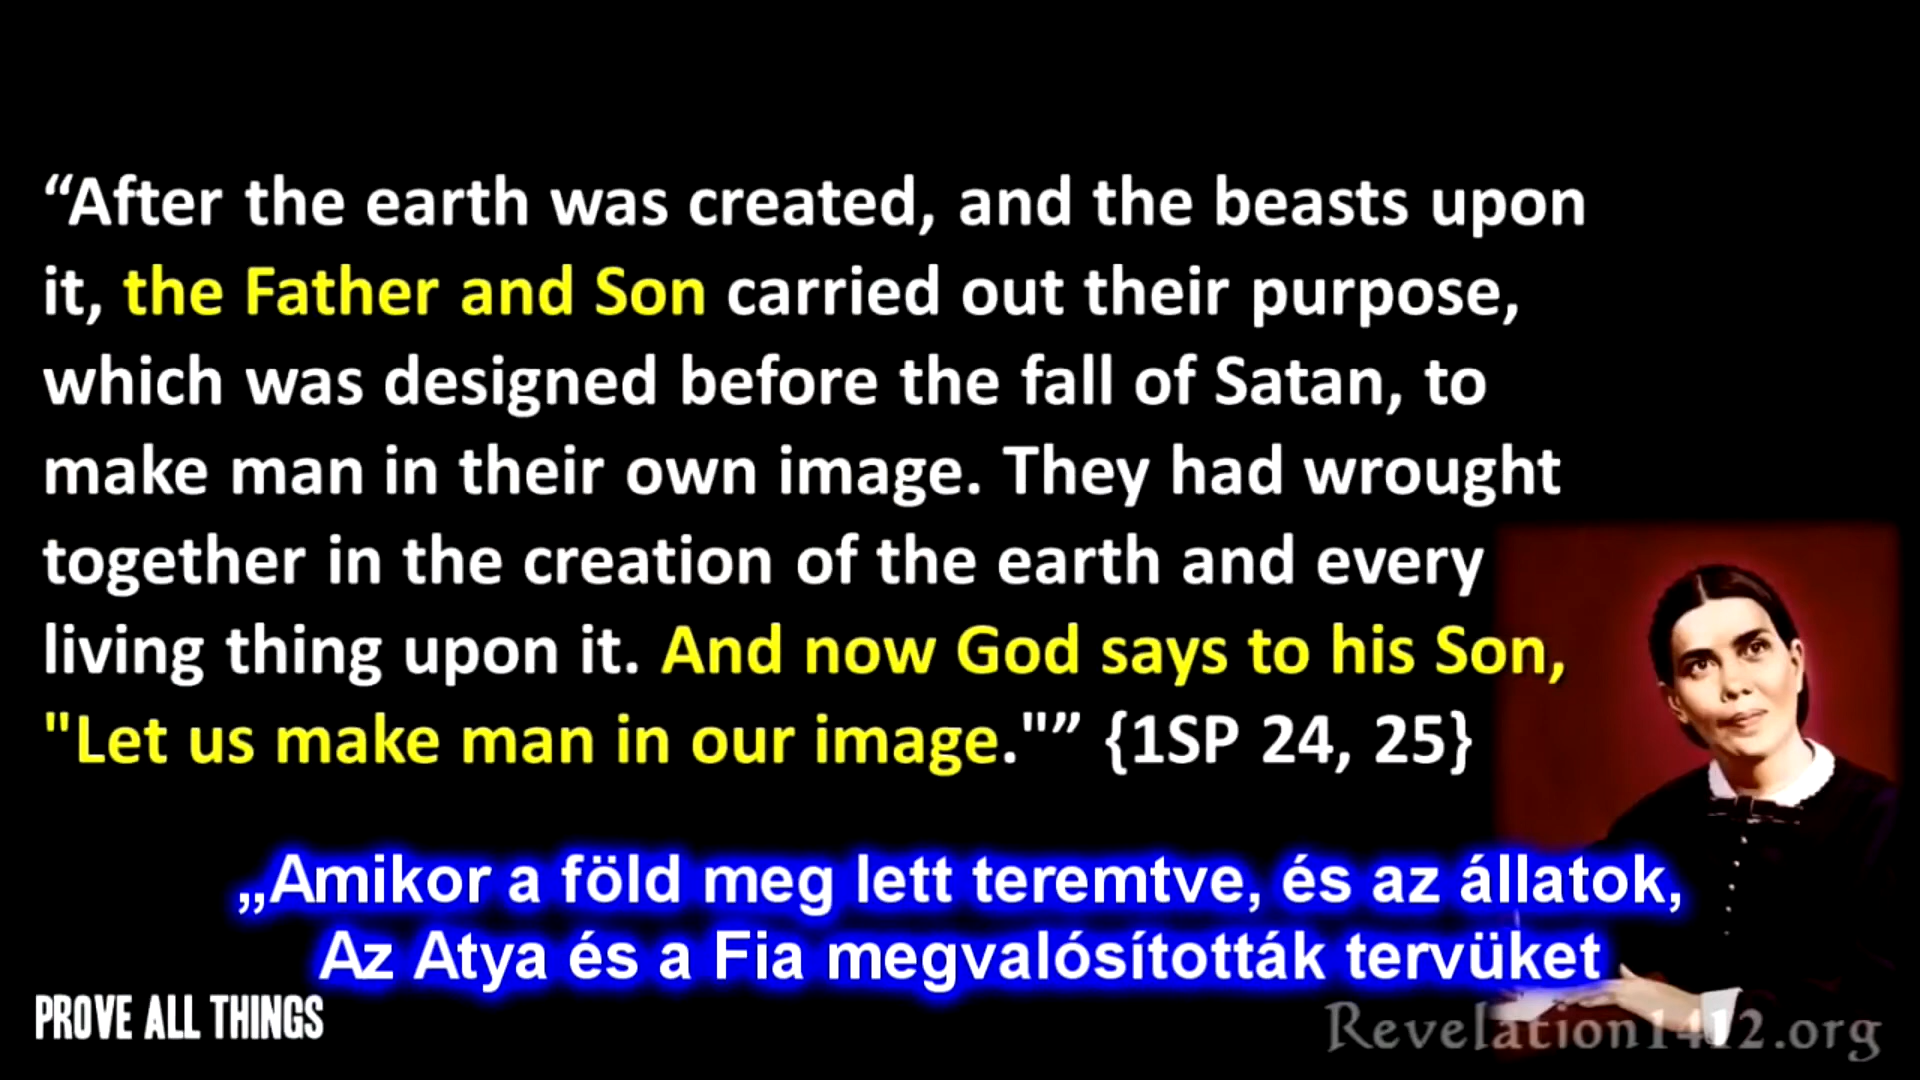 “After the earth was created, and the beasts upon
it, the Father and Son carried out their purpose,
which was designed before the fall of Satan, to
make man in their own image. They had wrought
together in the creation of the earth and every
living thing upon it. And now God says to his Son,
"Let us make man in our image."” {1SP 24, 25}
„Amikor a föld meg lett teremtve, és az állatok,
Az Atya és a Fia megvalósították tervüket
PROVE ALL THINGS
Revelation1412.org